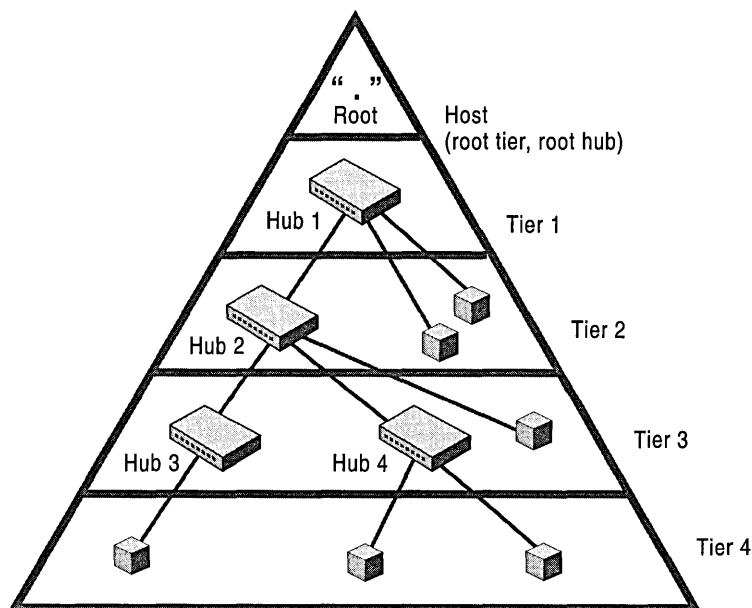 “ . ”
Root
Host
(root tier, root hub)
Hub 1
Tier 1
Hub 2
Tier 2
Hub 3
Hub 4
Tier 3
Tier 4